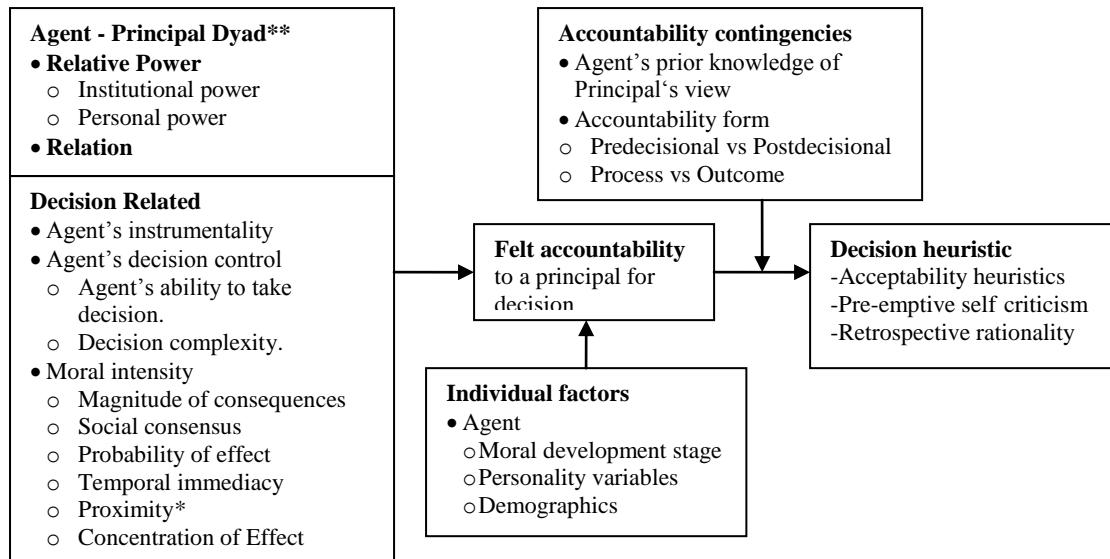 Agent - Principal Dyad**
• Relative Power
o Institutional power
o Personal power
• Relation
Decision Related
• Agent's instrumentality
• Agent's decision control
o Agent's ability to take
decision.
o Decision complexity.
• Moral intensity
o Magnitude of consequences
o Social consensus
o Probability of effect
o Temporal immediacy
o Proximity*
o Concentration of Effect
Accountability contingencies
• Agent's prior knowledge of
Principal‘s view
• Accountability form
o Predecisional vs Postdecisional
o Process vs Outcome
Felt accountability
to a principal for
decision
Decision heuristic
-Acceptability heuristics
-Pre-emptive self criticism
-Retrospective rationality
Individual factors
• Agent
o Moral development stage
o Personality variables
o Demographics